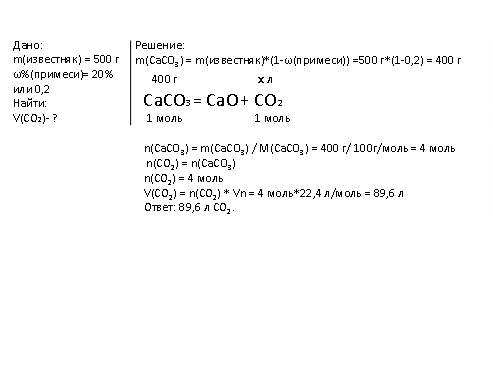 Дано:
m(известняк) = 500 г
ω%(примеси)= 20%
или 0,2
Найти:
V(CO₂)- ?
Решение:
m(CaCO₃) = m(известняк)*(1-ω(примеси)) =500 г*(1-0,2) = 400 г
400 г x л
CaCO₃ = CaO + CO₂
1 моль 1 моль
n(CaCO₃) = m(CaCO₃) / M(CaCO₃) = 400 г/ 100г/моль = 4 моль
n(CO₂) = n(CaCO₃)
n(CO₂) = 4 моль
V(CO₂) = n(CO₂) * Vn = 4 моль*22,4 л/моль = 89,6 л
Ответ: 89,6 л CO₂.